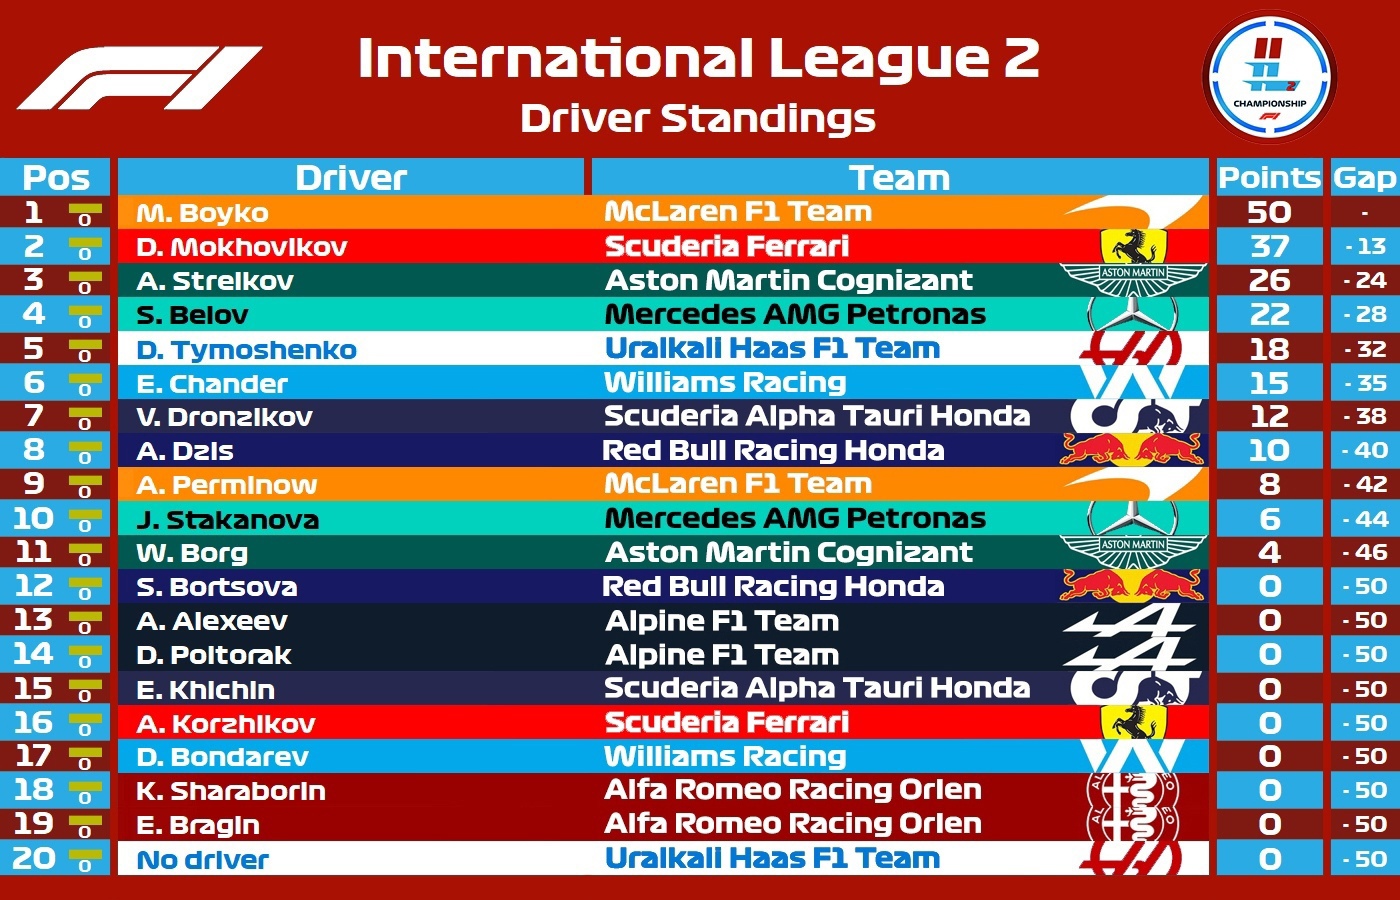 International League 2
Driver Standings
CHAMPIONSHIP
Pos Driver Team Points Gap
1 0 M. Boyko McLaren F1 Team 50 -
2 0 D. Mokhovikov Scuderia Ferrari 37 - 13
3 0 A. Strelkov Aston Martin Cognizant ASTON MARTIN 26 - 24
4 0 S. Belov Mercedes AMG Petronas 22 - 28
5 0 D. Tymoshenko Uralkali Haas F1 Team 18 - 32
6 0 E. Chander Williams Racing 15 - 35
7 0 V. Dronzikov Scuderia Alpha Tauri Honda 12 - 38
8 0 A. Dzis Red Bull Racing Honda 10 - 40
9 0 A. Perminow McLaren F1 Team 8 - 42
10 0 J. Stakanova Mercedes AMG Petronas 6 - 44
11 0 W. Borg Aston Martin Cognizant ASTON MARTIN 4 - 46
12 0 S. Bortsova Red Bull Racing Honda 0 - 50
13 0 A. Alexeev Alpine F1 Team 0 - 50
14 0 D. Poltorak Alpine F1 Team 0 - 50
15 0 E. Khichin Scuderia Alpha Tauri Honda 0 - 50
16 0 A. Korzhikov Scuderia Ferrari 0 - 50
17 0 D. Bondarev Williams Racing 0 - 50
18 0 K. Sharaborin Alfa Romeo Racing Orlen 0 - 50
19 0 E. Bragin Alfa Romeo Racing Orlen 0 - 50
20 0 No driver Uralkali Haas F1 Team 0 - 50